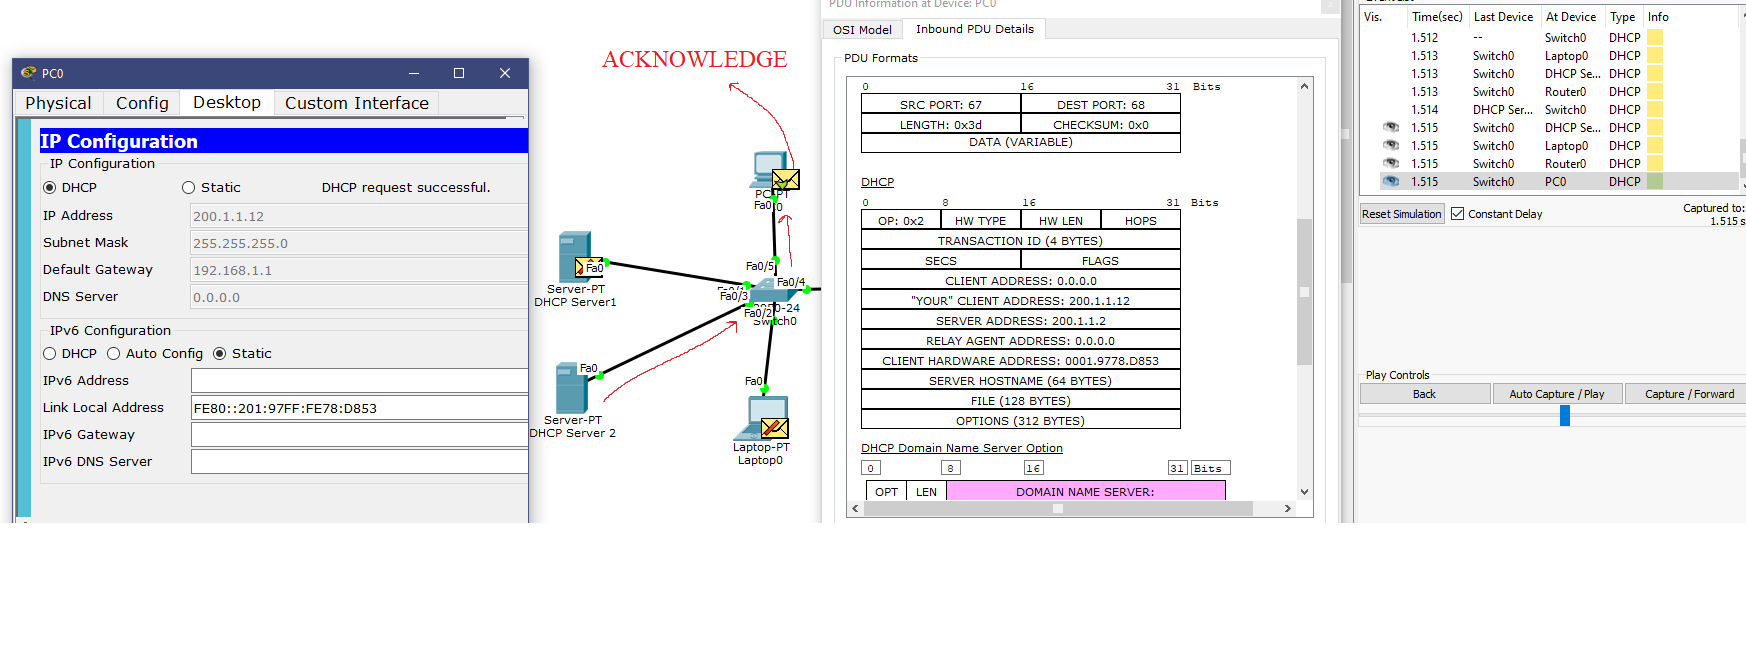 PC0
Physical Config Desktop Custom Interface
IP Configuration
IP Configuration
DHCP Static DHCP request successful.
IP Address 200.1.1.12
Subnet Mask 255.255.255.0
Default Gateway 192.168.1.1
DNS Server 0.0.0.0
IPv6 Configuration
DHCP Auto Config Static
IPv6 Address
Link Local Address FE80::201:97FF:FE78:D853
IPv6 Gateway
IPv6 DNS Server
ACKNOWLEDGE
Fa0
Fa0/5
Fa0/4
Fa0/3
Fa0/2
Switch0
Fa0
Server-PT
DHCP Server1
Fa0
Server-PT
DHCP Server 2
Fa0
Laptop-PT
Laptop0
PDU Information at Device: PC0
OSI Model Inbound PDU Details
PDU Formats
0 16 31 Bits
SRC PORT: 67 DEST PORT: 68
LENGTH: 0x3d CHECKSUM: 0x0
DATA (VARIABLE)
DHCP
0 8 16 31 Bits
OP: 0x2 HW TYPE HW LEN HOPS
TRANSACTION ID (4 BYTES)
SECS FLAGS
CLIENT ADDRESS: 0.0.0.0
"YOUR" CLIENT ADDRESS: 200.1.1.12
SERVER ADDRESS: 200.1.1.2
RELAY AGENT ADDRESS: 0.0.0.0
CLIENT HARDWARE ADDRESS: 0001.9778.D853
SERVER HOSTNAME (64 BYTES)
FILE (128 BYTES)
OPTIONS (312 BYTES)
DHCP Domain Name Server Option
0 8 16 31 Bits
OPT LEN DOMAIN NAME SERVER:
Vis. Time(sec) Last Device At Device Type Info
1.512 -- Switch0 DHCP
1.513 Switch0 Laptop0 DHCP
1.513 Switch0 DHCP Se... DHCP
1.513 Switch0 Router0 DHCP
1.514 DHCP Ser... Switch0 DHCP
1.515 Switch0 DHCP Se... DHCP
1.515 Switch0 Laptop0 DHCP
1.515 Switch0 Router0 DHCP
1.515 Switch0 PC0 DHCP
Reset Simulation Constant Delay Captured to:
1.515 s
Play Controls
Back Auto Capture / Play Capture / Forward